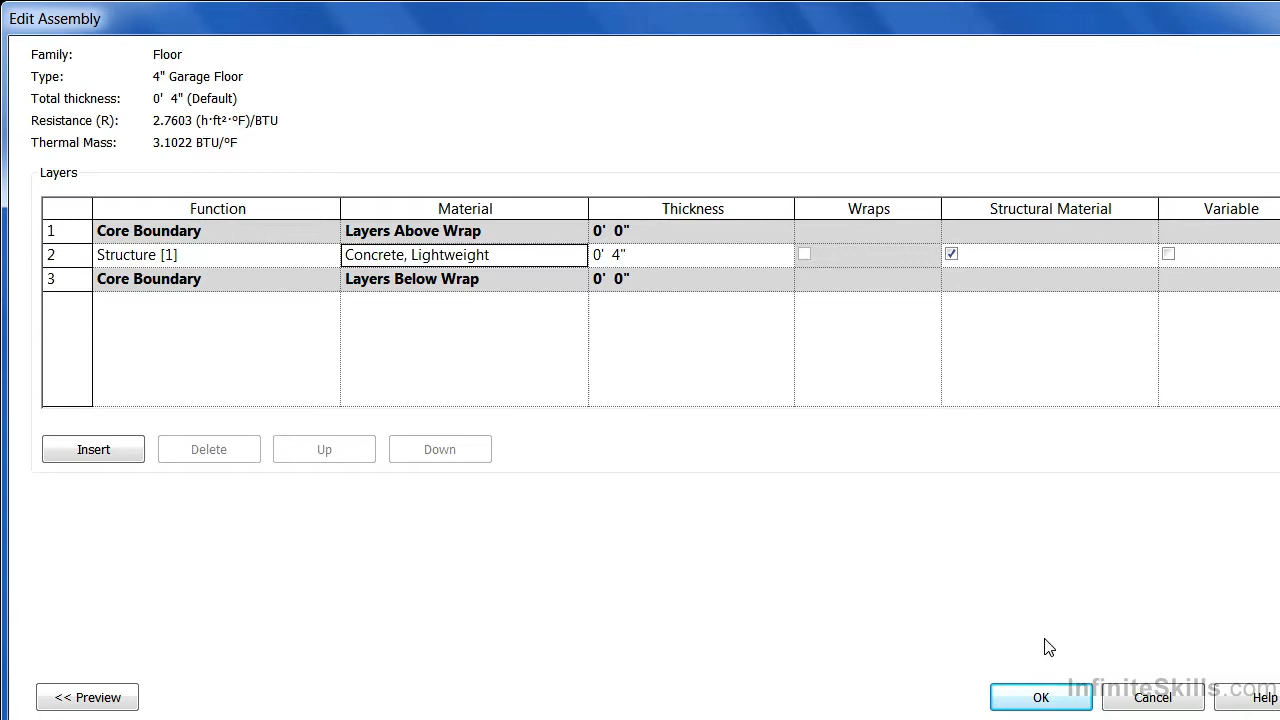 Edit Assembly
Family: Floor
Type: 4" Garage Floor
Total thickness: 0' 4" (Default)
Resistance (R): 2.7603 (h·ft²·ºF)/BTU
Thermal Mass: 3.1022 BTU/ºF
Layers
Function Material Thickness Wraps Structural Material Variable
1 Core Boundary Layers Above Wrap 0' 0"
2 Structure [1] Concrete, Lightweight 0' 4"
3 Core Boundary Layers Below Wrap 0' 0"
Insert Delete Up Down
<< Preview OK Cancel Help
InfiniteSkills.com